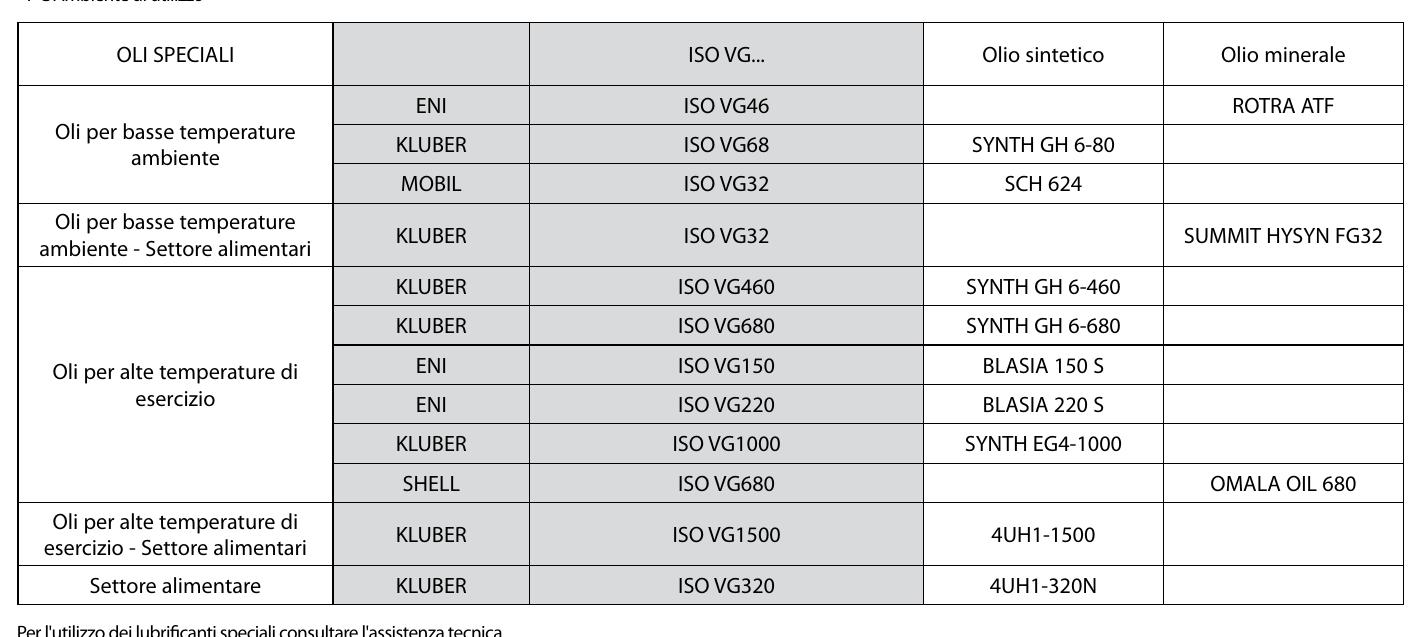 OLI SPECIALI ISO VG... Olio sintetico Olio minerale
Oli per basse temperature
ambiente
ENI ISO VG46 ROTRA ATF
KLUBER ISO VG68 SYNTH GH 6-80
MOBIL ISO VG32 SCH 624
Oli per basse temperature
ambiente - Settore alimentari
KLUBER ISO VG32 SUMMIT HYSYN FG32
Oli per alte temperature di
esercizio
KLUBER ISO VG460 SYNTH GH 6-460
KLUBER ISO VG680 SYNTH GH 6-680
ENI ISO VG150 BLASIA 150 S
ENI ISO VG220 BLASIA 220 S
KLUBER ISO VG1000 SYNTH EG4-1000
SHELL ISO VG680 OMALA OIL 680
Oli per alte temperature di
esercizio - Settore alimentari
KLUBER ISO VG1500 4UH1-1500
Settore alimentare KLUBER ISO VG320 4UH1-320N
Per l'utilizzo dei lubrificanti speciali consultare l'assistenza tecnica